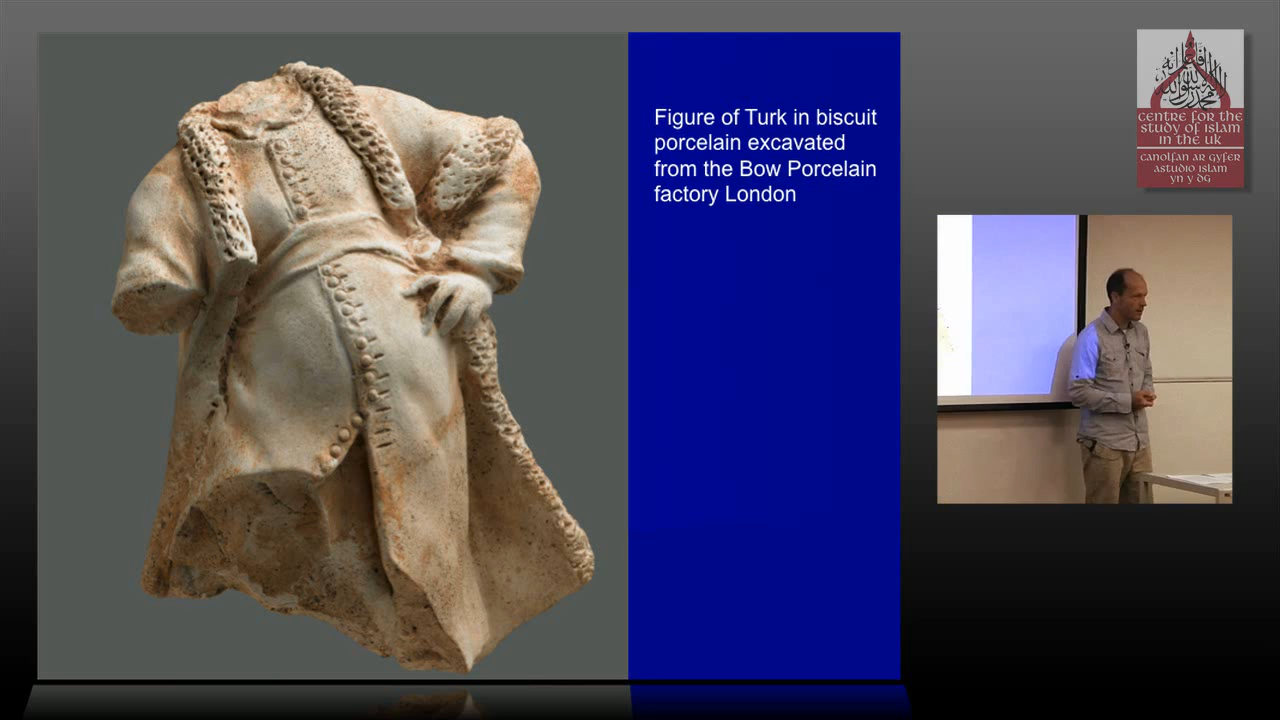 Figure of Turk in biscuit
porcelain excavated
from the Bow Porcelain
factory London
centre for the
study of islam
in the uk
canolfan ar gyfer
astudio islam
yn y dg